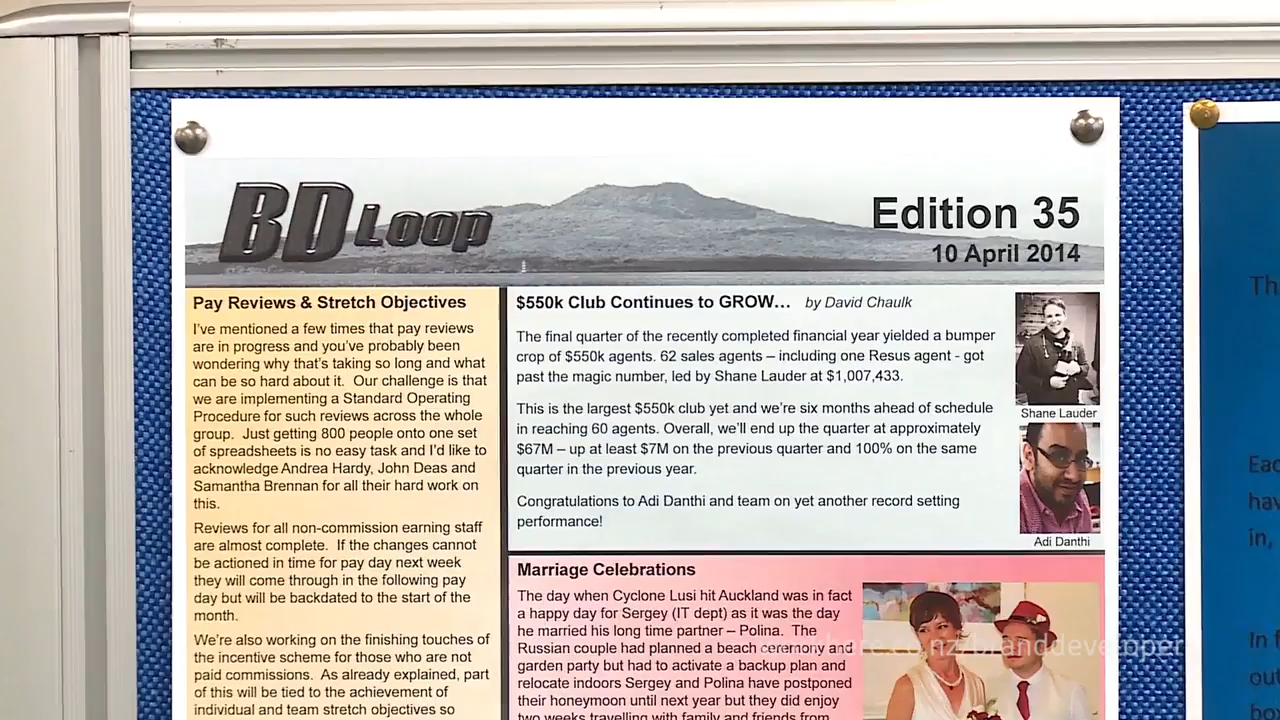 BD Loop
Edition 35
10 April 2014
Pay Reviews & Stretch Objectives
I've mentioned a few times that pay reviews
are in progress and you've probably been
wondering why that's taking so long and what
can be so hard about it.  Our challenge is that
we are implementing a Standard Operating
Procedure for such reviews across the whole
group.  Just getting 800 people onto one set
of spreadsheets is no easy task and I'd like to
acknowledge Andrea Hardy, John Deas and
Samantha Brennan for all their hard work on
this.
Reviews for all non-commission earning staff
are almost complete.  If the changes cannot
be actioned in time for pay day next week
they will come through in the following pay
day but will be backdated to the start of the
month.
We're also working on the finishing touches of
the incentive scheme for those who are not
paid commissions.  As already explained, part
of this will be tied to the achievement of
individual and team stretch objectives so
$550k Club Continues to GROW… by David Chaulk
The final quarter of the recently completed financial year yielded a bumper
crop of $550k agents. 62 sales agents – including one Resus agent - got
past the magic number, led by Shane Lauder at $1,007,433.
This is the largest $550k club yet and we're six months ahead of schedule
in reaching 60 agents. Overall, we'll end up the quarter at approximately
$67M – up at least $7M on the previous quarter and 100% on the same
quarter in the previous year.
Congratulations to Adi Danthi and team on yet another record setting
performance!
Shane Lauder
Adi Danthi
Marriage Celebrations
The day when Cyclone Lusi hit Auckland was in fact
a happy day for Sergey (IT dept) as it was the day
he married his long time partner – Polina.  The
Russian couple had planned a beach ceremony and
garden party but had to activate a backup plan and
relocate indoors Sergey and Polina have postponed
their honeymoon until next year but they did enjoy
two weeks travelling with family and friends from
Th
Eac
hav
in,
In
out